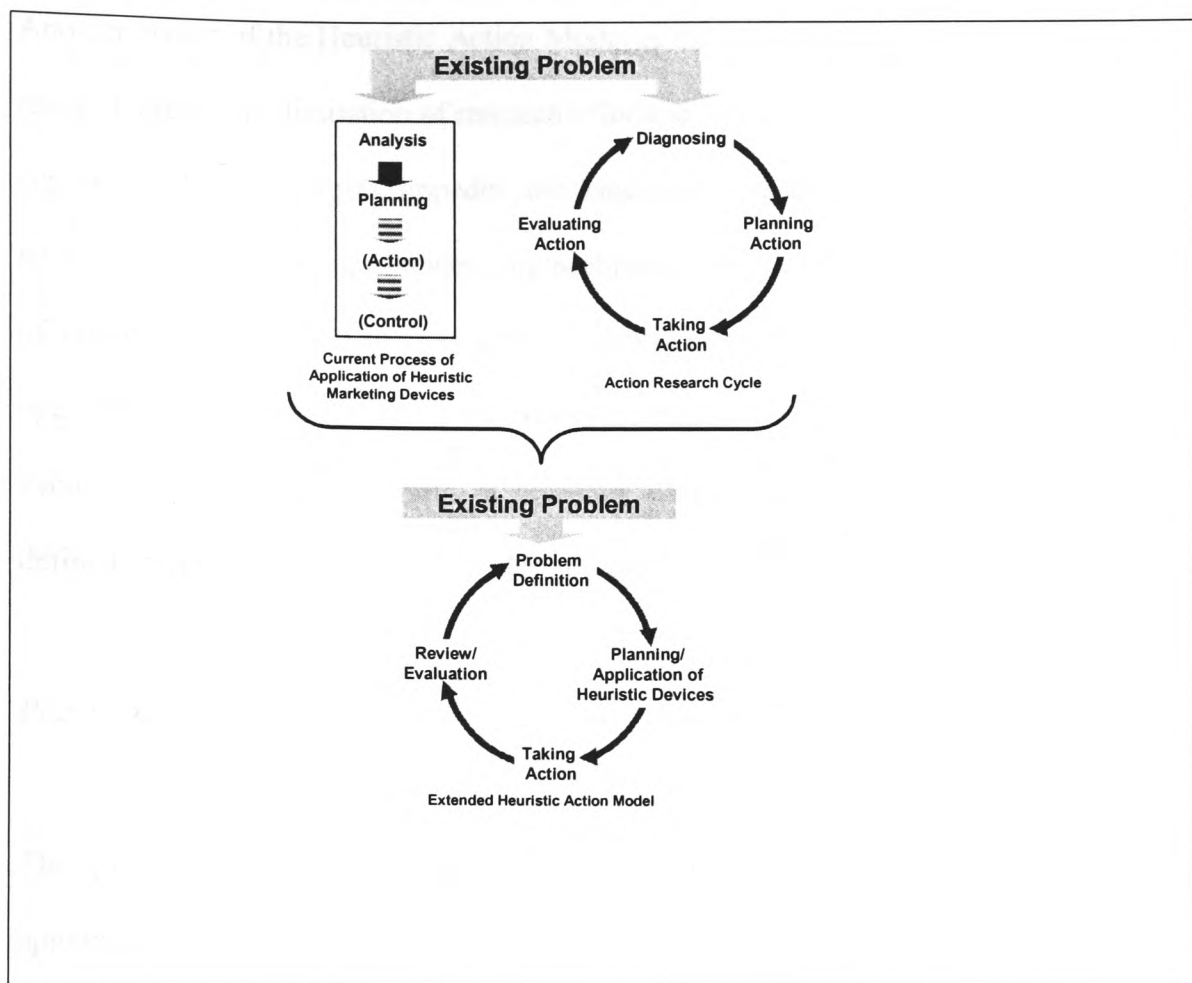 Existing Problem
Analysis
Planning
(Action)
(Control)
Current Process of
Application of Heuristic
Marketing Devices
Diagnosing
Planning
Action
Taking
Action
Evaluating
Action
Action Research Cycle
Existing Problem
Problem
Definition
Planning/
Application of
Heuristic Devices
Taking
Action
Review/
Evaluation
Extended Heuristic Action Model